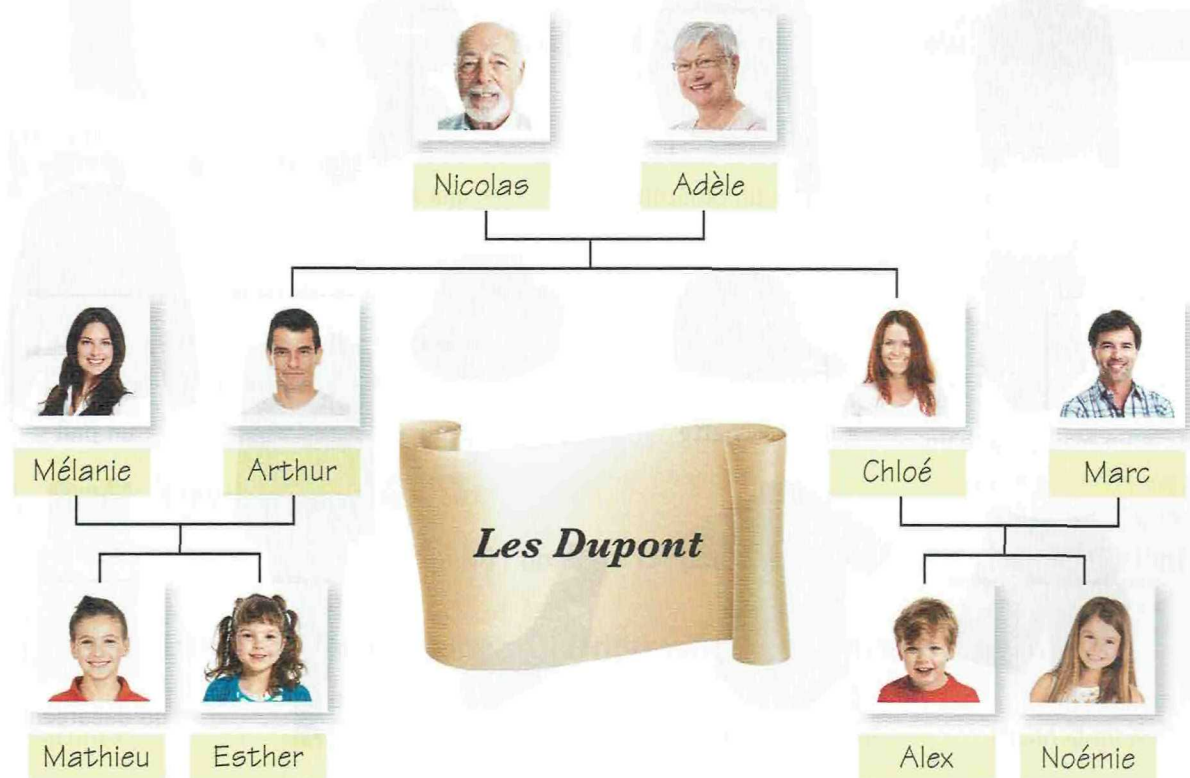 Nicolas Adèle
Mélanie Arthur Chloé Marc
Les Dupont
Mathieu Esther Alex Noémie